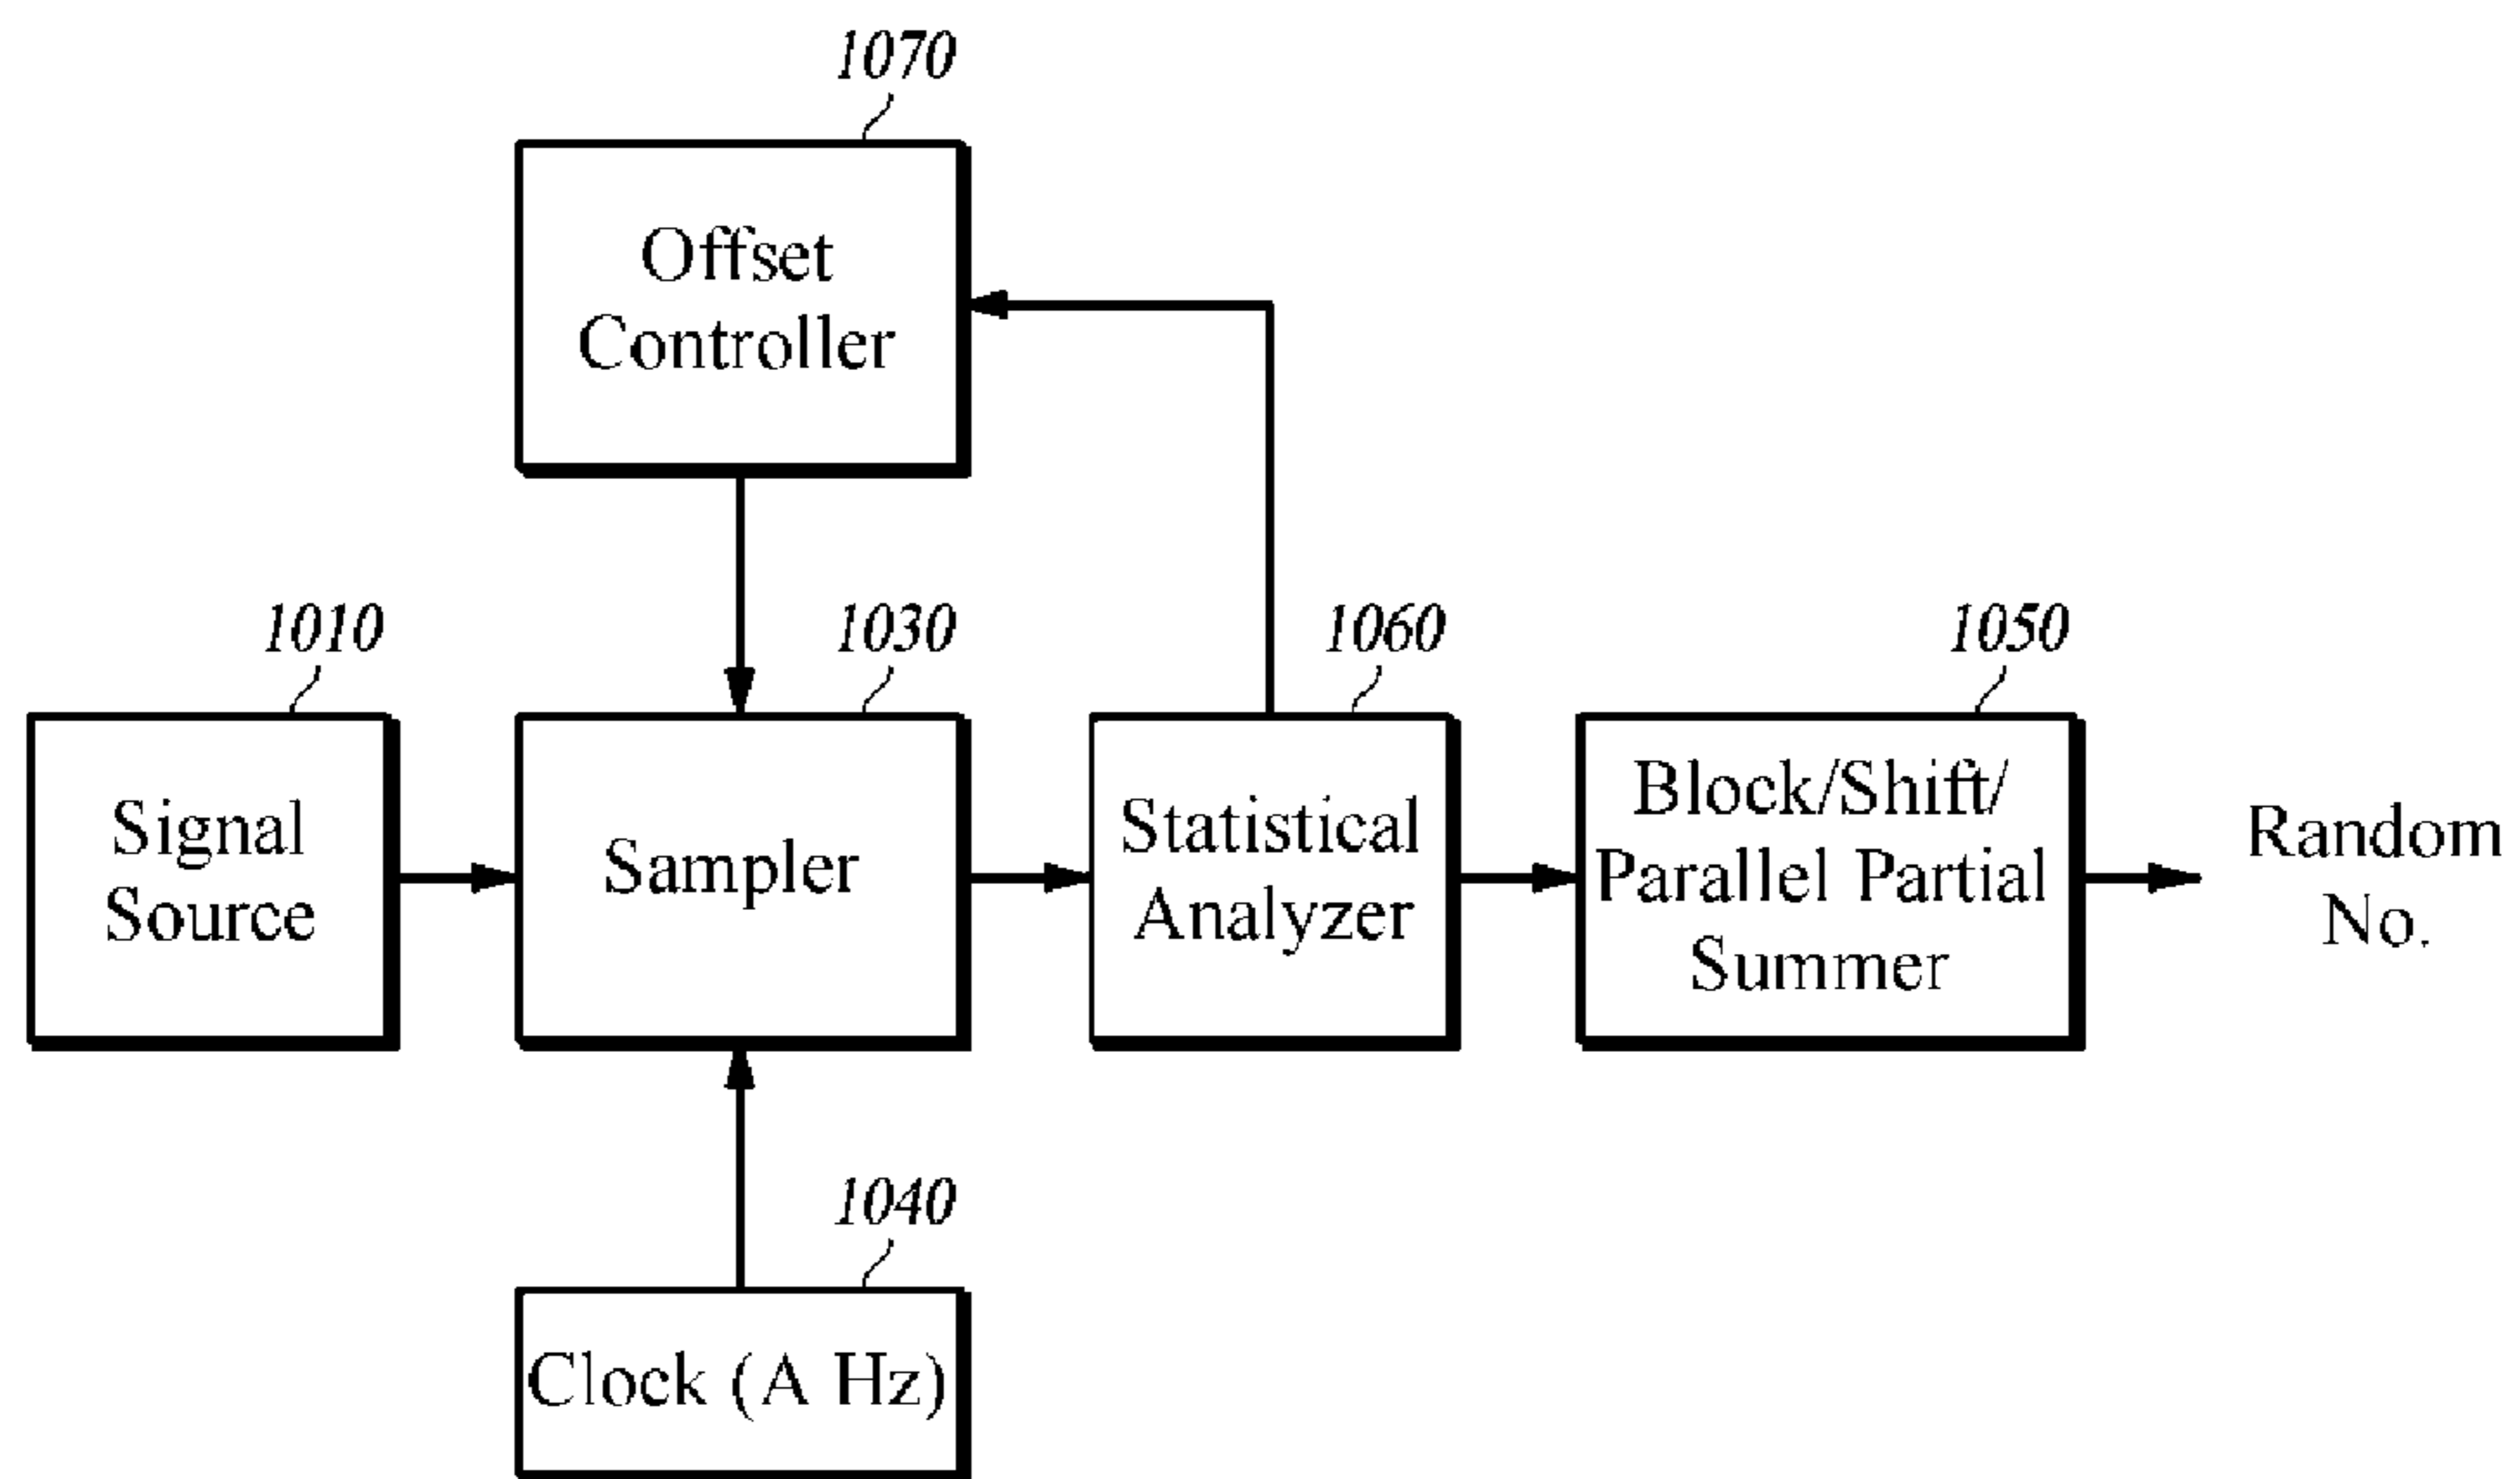 1070
Offset
Controller
1010
1030
1060
1050
Signal
Source
Sampler
Statistical
Analyzer
Block/Shift/
Parallel Partial
Summer
Random
No.
1040
Clock (A Hz)